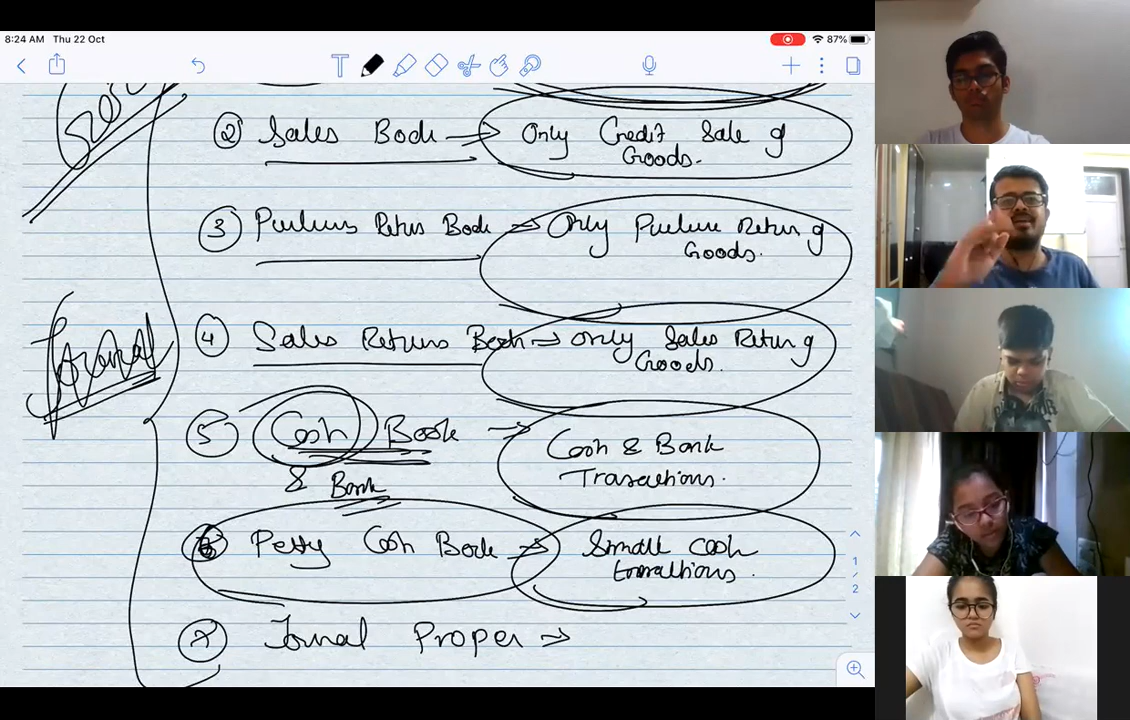 8:24 AM Thu 22 Oct
87%
② Sales Book → Only Credit Sale of
Goods.
③ Purchase Return Book → Only Purchase Return of
Goods.
Journal
④ Sales Returns Book → Only Sales Return of
Goods.
⑤ Cash Book → Cash & Bank
Transactions.
& Bank
⑥ Petty Cash Book → Small Cash
transactions.
⑦ Journal Proper →
1
/
2